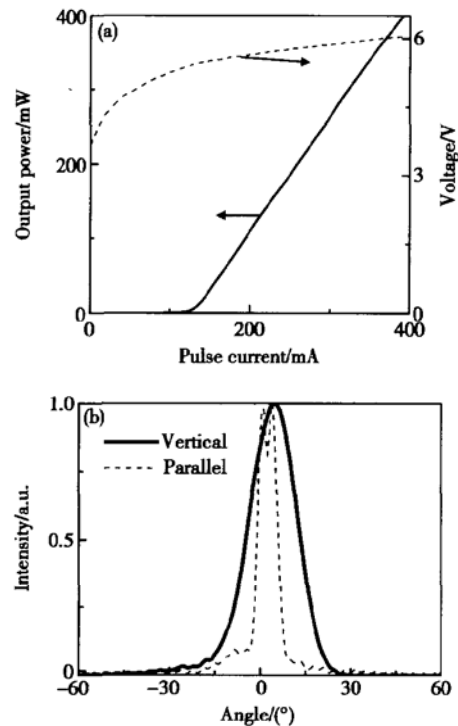 (a)
400
200
0
Output power/mW
6
3
0
Voltage/V
0
200
400
Pulse current/mA
(b)
Vertical
Parallel
1.0
0.5
0
Intensity/a.u.
-60
-30
0
30
60
Angle/(°)